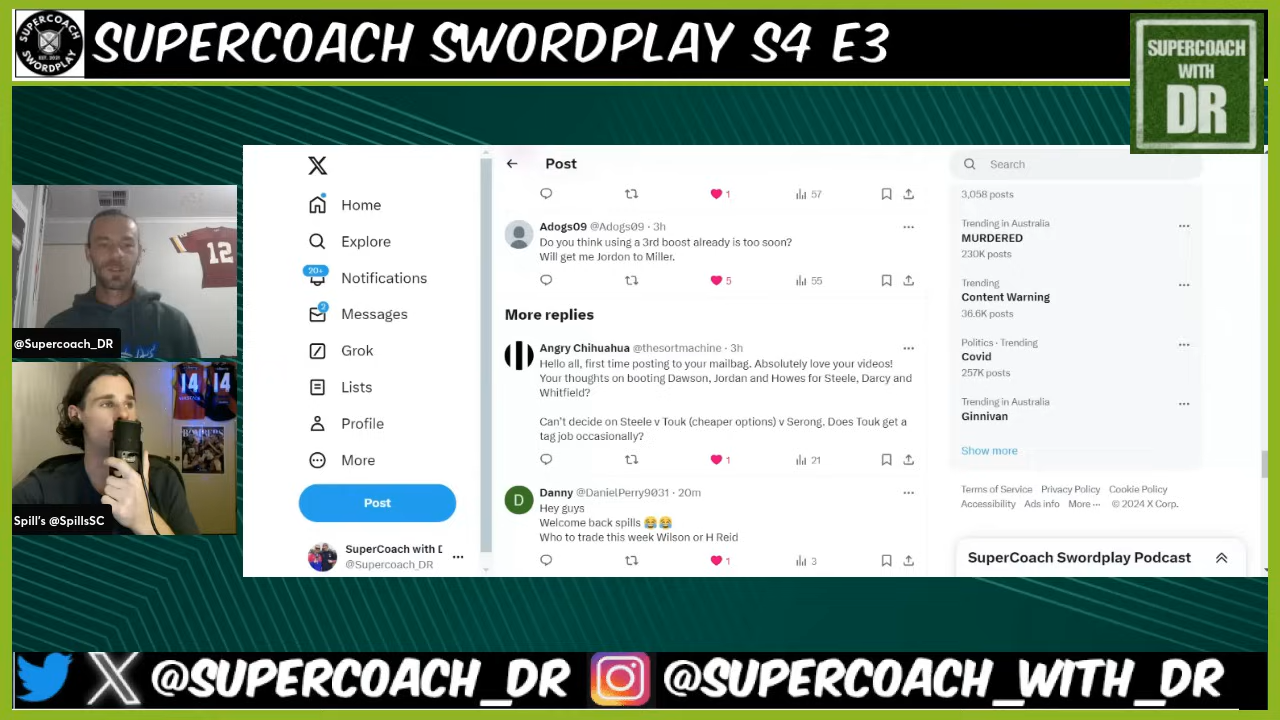 SUPERCOACH SWORDPLAY
SUPERCOACH SWORDPLAY S4 E3
SUPERCOACH
WITH
DR
12
@Supercoach_DR
14
14
Spill's @SpillsSC
Home
Explore
20+
Notifications
2
Messages
Grok
Lists
Profile
More
Post
SuperCoach with D
@Supercoach_DR
Post
1
57
Adogs09 @Adogs09 · 3h
Do you think using a 3rd boost already is too soon?
Will get me Jordon to Miller.
5
55
More replies
Angry Chihuahua @thesortmachine · 3h
Hello all, first time posting to your mailbag. Absolutely love your videos!
Your thoughts on booting Dawson, Jordan and Howes for Steele, Darcy and
Whitfield?
Can't decide on Steele v Touk (cheaper options) v Serong. Does Touk get a
tag job occasionally?
1
21
D
Danny @DanielPerry9031 · 20m
Hey guys
Welcome back spills 😂😂
Who to trade this week Wilson or H Reid
1
3
Search
3,058 posts
Trending in Australia
MURDERED
230K posts
Trending
Content Warning
36.6K posts
Politics · Trending
Covid
257K posts
Trending in Australia
Ginnivan
Show more
Terms of Service Privacy Policy Cookie Policy
Accessibility Ads info More ··· © 2024 X Corp.
SuperCoach Swordplay Podcast
@SUPERCOACH_DR
@SUPERCOACH_WITH_DR